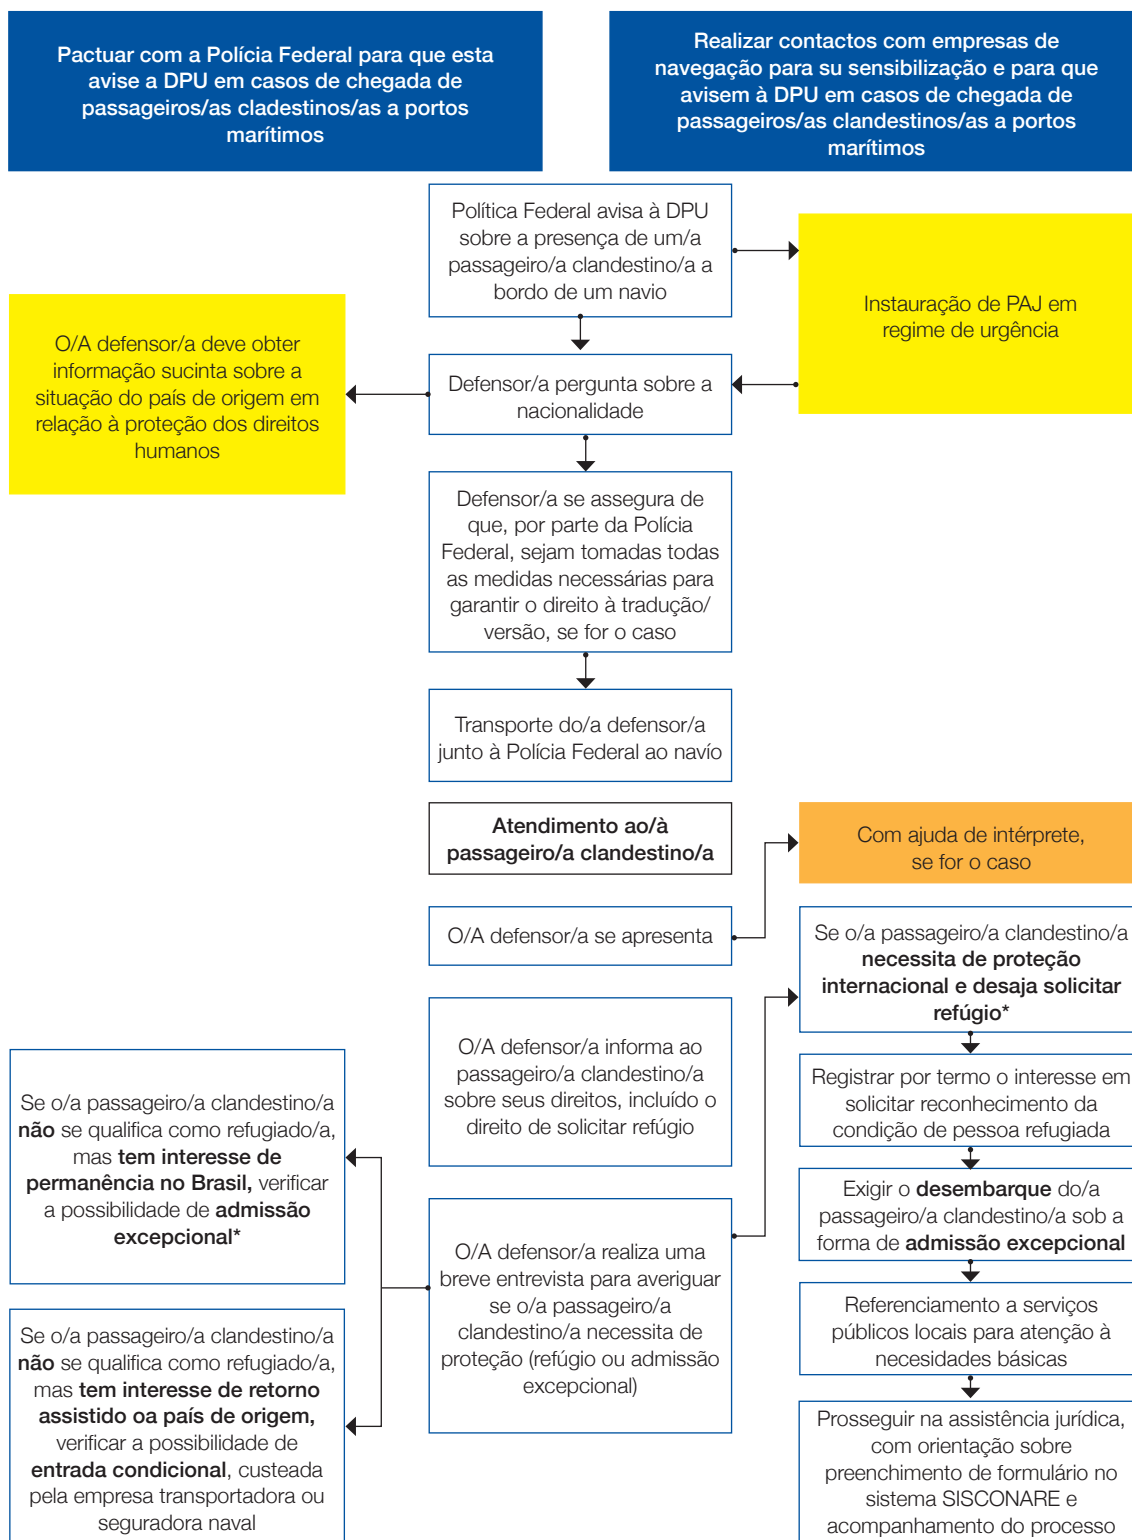 Pactuar com a Polícia Federal para que esta
avise a DPU em casos de chegada de
passageiros/as cladestinos/as a portos
marítimos
Realizar contactos com empresas de
navegação para su sensibilização e para que
avisem à DPU em casos de chegada de
passageiros/as clandestinos/as a portos
marítimos
Política Federal avisa à DPU
sobre a presença de um/a
passageiro/a clandestino/a a
bordo de um navio
Instauração de PAJ em
regime de urgência
O/A defensor/a deve obter
informação sucinta sobre a
situação do país de origem em
relação à proteção dos direitos
humanos
Defensor/a pergunta sobre a
nacionalidade
Defensor/a se assegura de
que, por parte da Polícia
Federal, sejam tomadas todas
as medidas necessárias para
garantir o direito à tradução/
versão, se for o caso
Transporte do/a defensor/a
junto à Polícia Federal ao navío
Atendimento ao/à
passageiro/a clandestino/a
Com ajuda de intérprete,
se for o caso
O/A defensor/a se apresenta
Se o/a passageiro/a clandestino/a
necessita de proteção
internacional e desaja solicitar
refúgio*
O/A defensor/a informa ao
passageiro/a clandestino/a
sobre seus direitos, incluído o
direito de solicitar refúgio
Registrar por termo o interesse em
solicitar reconhecimento da
condição de pessoa refugiada
Se o/a passageiro/a clandestino/a
não se qualifica como refugiado/a,
mas tem interesse de
permanência no Brasil, verificar
a possibilidade de admissão
excepcional*
Exigir o desembarque do/a
passageiro/a clandestino/a sob a
forma de admissão excepcional
O/A defensor/a realiza uma
breve entrevista para averiguar
se o/a passageiro/a
clandestino/a necessita de
proteção (refúgio ou admissão
excepcional)
Referenciamento a serviços
públicos locais para atenção à
necesidades básicas
Se o/a passageiro/a clandestino/a
não se qualifica como refugiado/a,
mas tem interesse de retorno
assistido oa país de origem,
verificar a possibilidade de
entrada condicional, custeada
pela empresa transportadora ou
seguradora naval
Prosseguir na assistência jurídica,
com orientação sobre
preenchimento de formulário no
sistema SISCONARE e
acompanhamento do processo